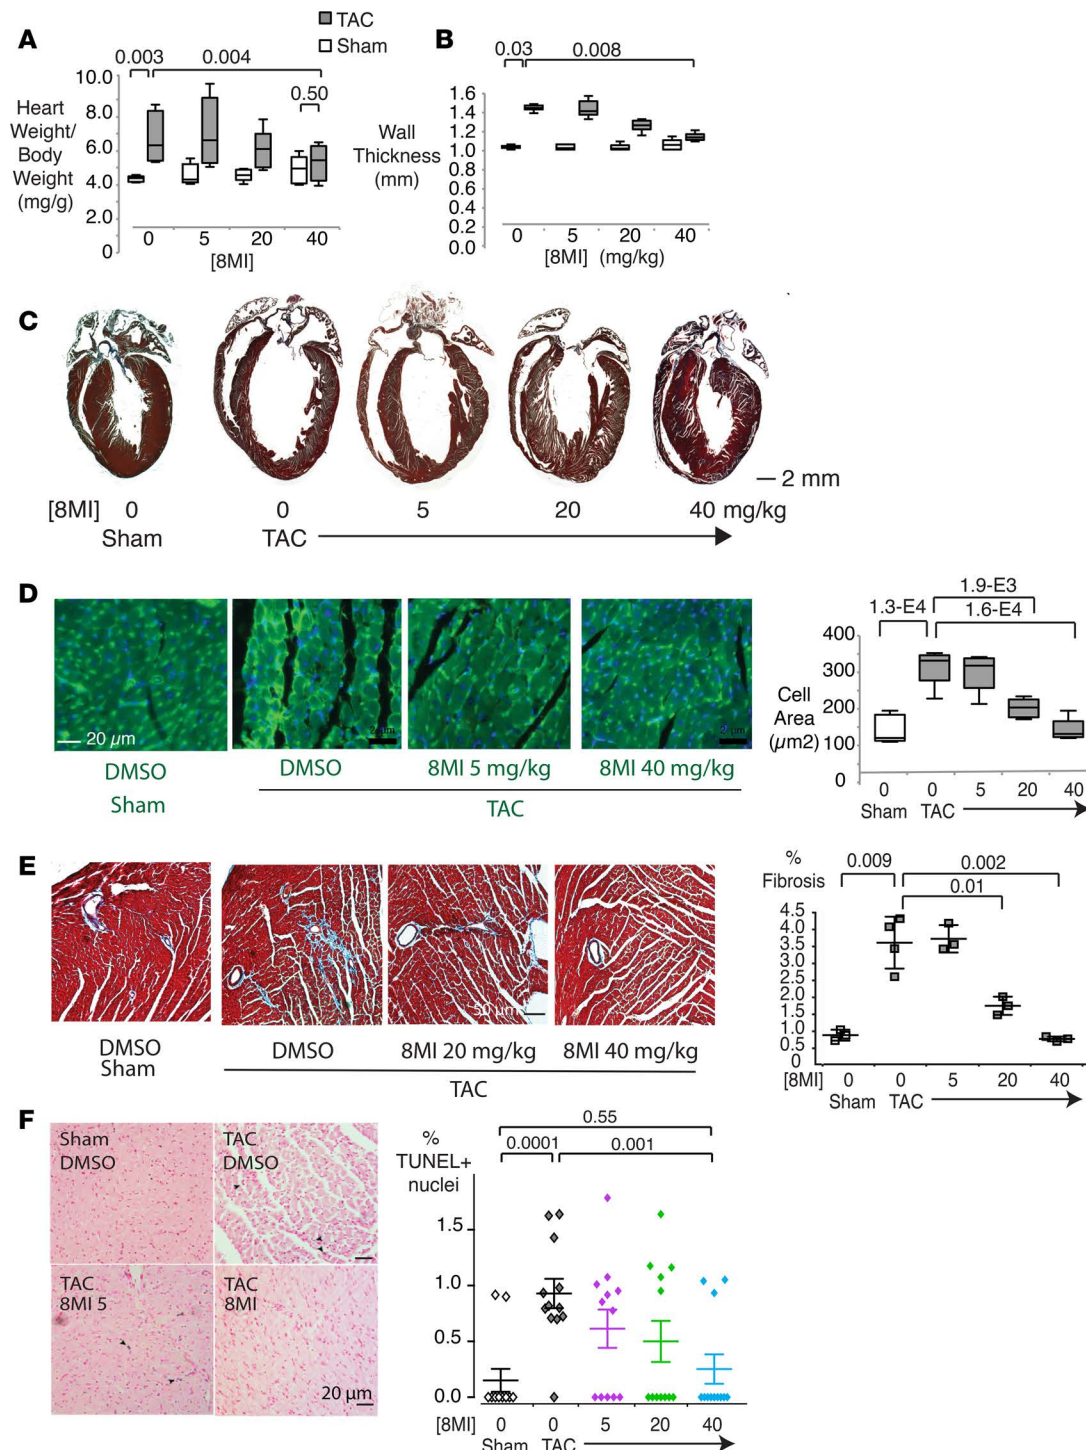 A
TAC
Sham
0.003
0.004
0.50
Heart
Weight/
Body
Weight
(mg/g)
10.0
8.0
6.0
4.0
2.0
0
0 5 20 40
[8MI]
B
0.03
0.008
Wall
Thickness
(mm)
1.6
1.4
1.2
1.0
1.6
0.8
0.6
0.4
0.2
0.0
0 5 20 40
[8MI] (mg/kg)
C
2 mm
[8MI] 0 0 5 20 40 mg/kg
Sham TAC
D
20 µm
DMSO DMSO 8MI 5 mg/kg 8MI 40 mg/kg
Sham TAC
1.9-E3
1.3-E4 1.6-E4
Cell
Area
(µm2)
400
300
200
100
0
0 0 5 20 40
Sham TAC
E
50 µm
DMSO DMSO 8MI 20 mg/kg 8MI 40 mg/kg
Sham TAC
%
Fibrosis
0.009 0.002
0.01
4.5
3.5
3.0
2.5
2.0
1.5
1.0
0.5
0
[8MI] 0 0 5 20 40
Sham TAC
F
Sham
DMSO
TAC
DMSO
TAC
8MI 5
TAC
8MI
20 µm
%
TUNEL+
nuclei
0.55
0.0001 0.001
1.5
1.0
0.5
0.0
[8MI] 0 0 5 20 40
Sham TAC